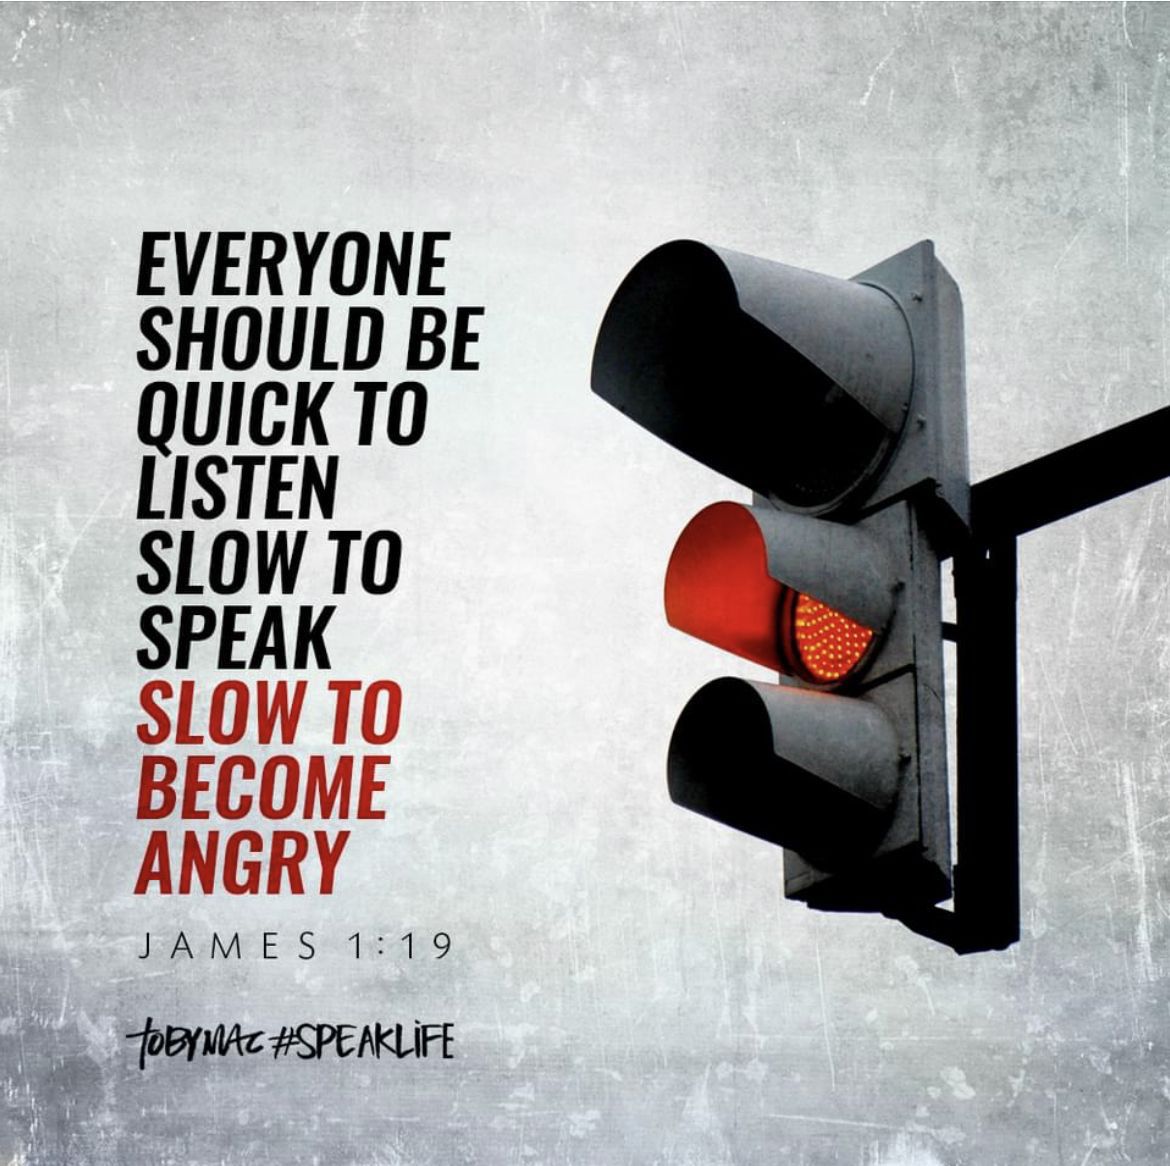 EVERYONE
SHOULD BE
QUICK TO
LISTEN
SLOW TO
SPEAK
SLOW TO
BECOME
ANGRY
JAMES 1:19
tOBYMAC #SPEAKLiFE